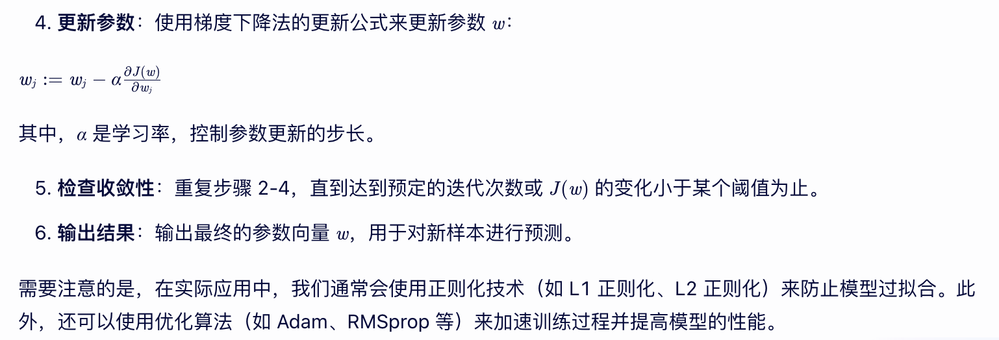 4. 更新参数：使用梯度下降法的更新公式来更新参数 w：
w_j := w_j − α ∂J(w)/∂w_j
其中，α 是学习率，控制参数更新的步长。
5. 检查收敛性：重复步骤 2-4，直到达到预定的迭代次数或 J(w) 的变化小于某个阈值为止。
6. 输出结果：输出最终的参数向量 w，用于对新样本进行预测。
需要注意的是，在实际应用中，我们通常会使用正则化技术（如 L1 正则化、L2 正则化）来防止模型过拟合。此
外，还可以使用优化算法（如 Adam、RMSprop 等）来加速训练过程并提高模型的性能。